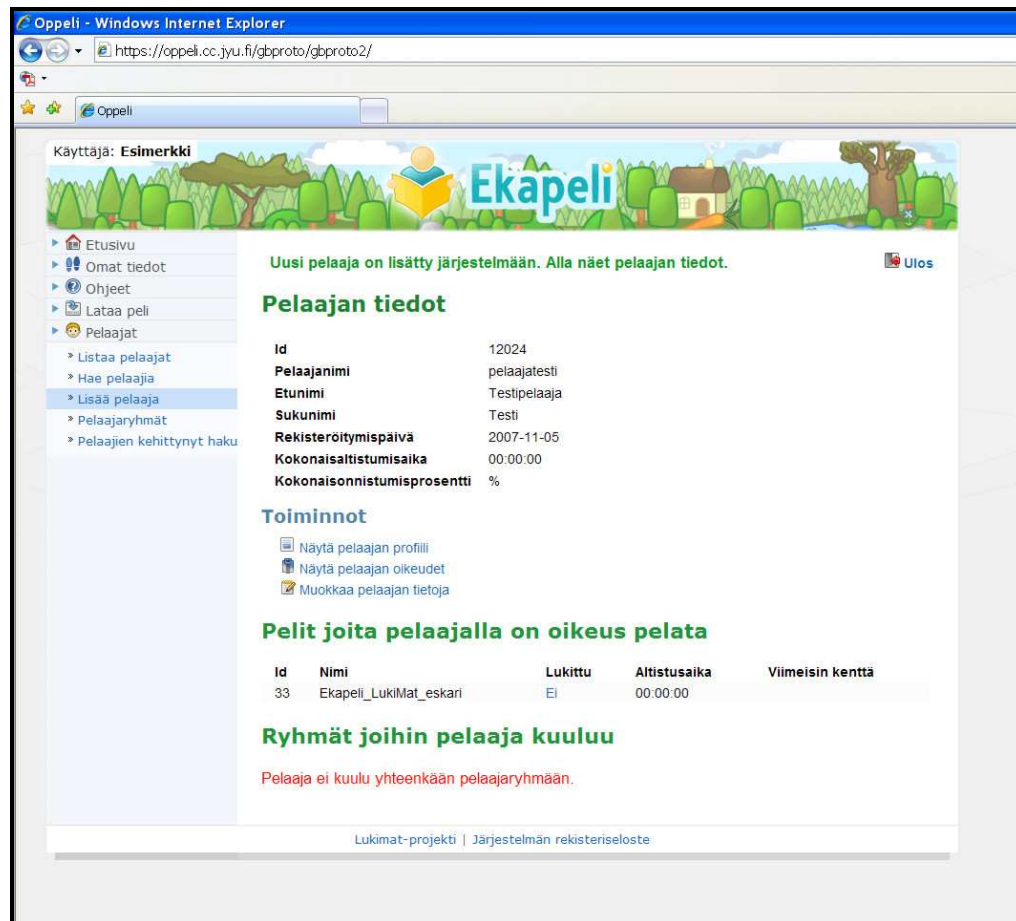 Oppeli - Windows Internet Explorer
https://oppeli.cc.jyu.fi/gbproto/gbproto2/
Oppeli
Käyttäjä: Esimerkki
Ekapeli
Etusivu
Omat tiedot
Ohjeet
Lataa peli
Pelaajat
Listaa pelaajat
Hae pelaajia
Lisää pelaaja
Pelaajaryhmät
Pelaajien kehittynyt haku
Uusi pelaaja on lisätty järjestelmään. Alla näet pelaajan tiedot.
Ulos
Pelaajan tiedot
Id 12024
Pelaajanimi pelaajatesti
Etunimi Testipelaaja
Sukunimi Testi
Rekisteröitymispäivä 2007-11-05
Kokonaisaltistumisaika 00:00:00
Kokonaisonnistumisprosentti %
Toiminnot
Näytä pelaajan profiili
Näytä pelaajan oikeudet
Muokkaa pelaajan tietoja
Pelit joita pelaajalla on oikeus pelata
Id Nimi Lukittu Altistusaika Viimeisin kenttä
33 Ekapeli_LukiMat_eskari Ei 00:00:00
Ryhmät joihin pelaaja kuuluu
Pelaaja ei kuulu yhteenkään pelaajaryhmään.
Lukimat-projekti | Järjestelmän rekisteriseloste